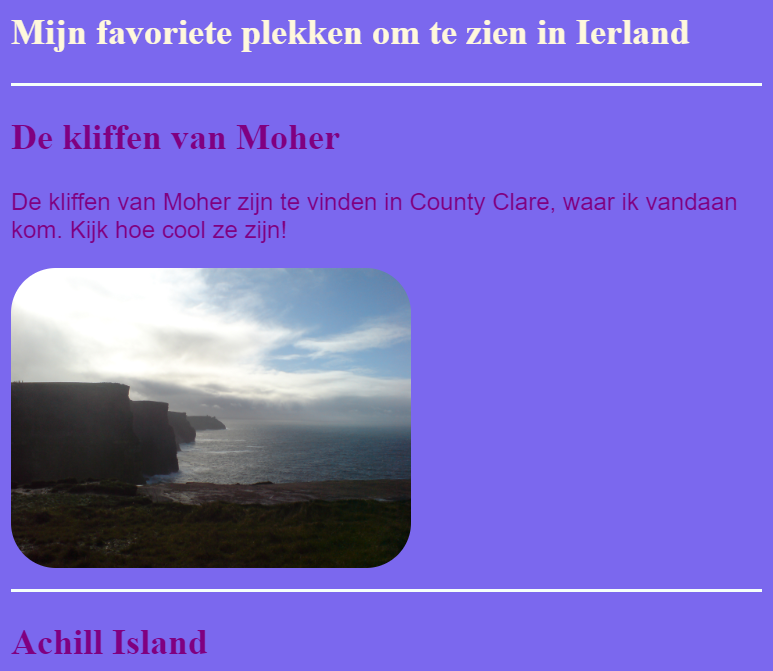 Mijn favoriete plekken om te zien in Ierland
De kliffen van Moher
De kliffen van Moher zijn te vinden in County Clare, waar ik vandaan
kom. Kijk hoe cool ze zijn!
Achill Island